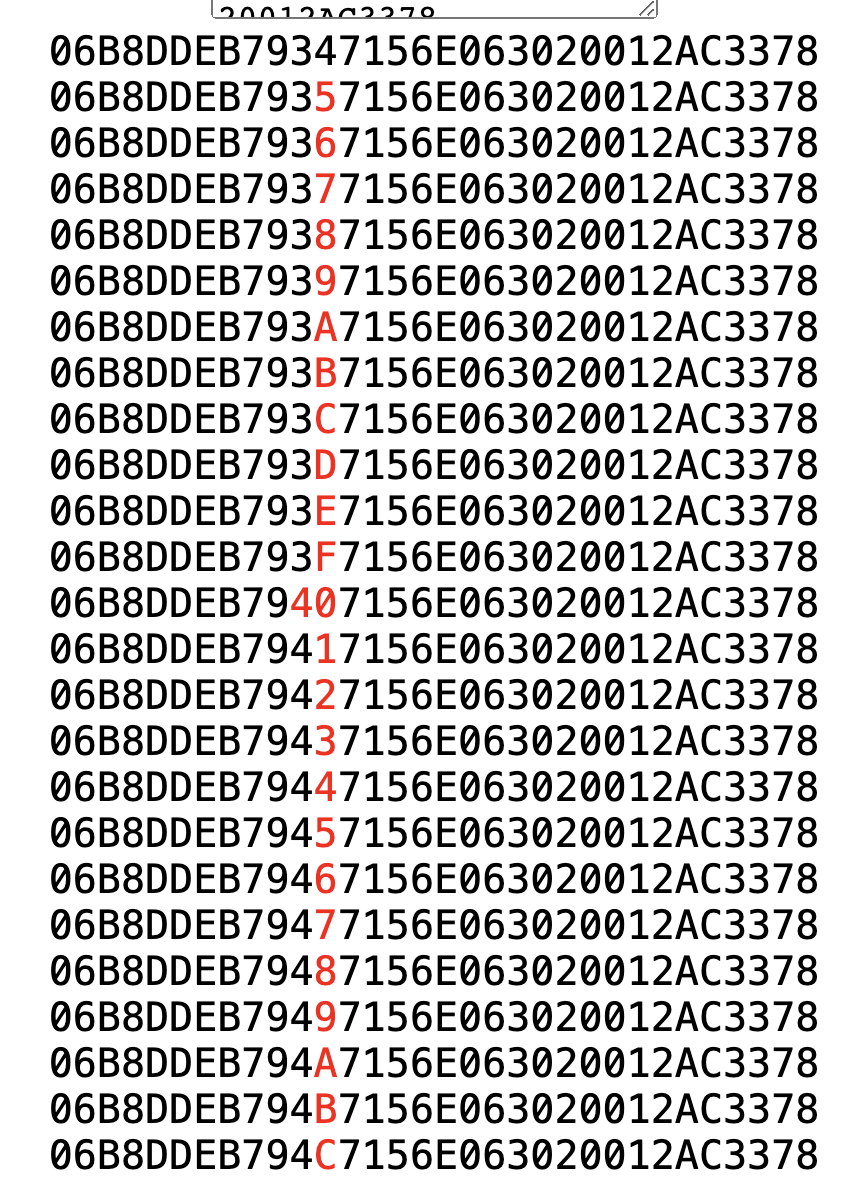 20012AC3378
06B8DDEB79347156E063020012AC3378
06B8DDEB79357156E063020012AC3378
06B8DDEB79367156E063020012AC3378
06B8DDEB79377156E063020012AC3378
06B8DDEB79387156E063020012AC3378
06B8DDEB79397156E063020012AC3378
06B8DDEB793A7156E063020012AC3378
06B8DDEB793B7156E063020012AC3378
06B8DDEB793C7156E063020012AC3378
06B8DDEB793D7156E063020012AC3378
06B8DDEB793E7156E063020012AC3378
06B8DDEB793F7156E063020012AC3378
06B8DDEB79407156E063020012AC3378
06B8DDEB79417156E063020012AC3378
06B8DDEB79427156E063020012AC3378
06B8DDEB79437156E063020012AC3378
06B8DDEB79447156E063020012AC3378
06B8DDEB79457156E063020012AC3378
06B8DDEB79467156E063020012AC3378
06B8DDEB79477156E063020012AC3378
06B8DDEB79487156E063020012AC3378
06B8DDEB79497156E063020012AC3378
06B8DDEB794A7156E063020012AC3378
06B8DDEB794B7156E063020012AC3378
06B8DDEB794C7156E063020012AC3378